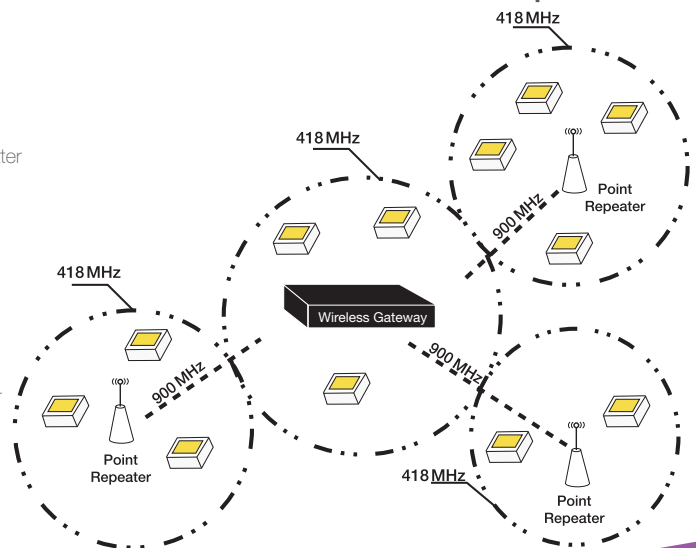 418 MHz
418 MHz
ter
Point
Repeater
900 MHz
418 MHz
Wireless Gateway
900 MHz
900 MHz
Point
Repeater
418 MHz
Point
Repeater